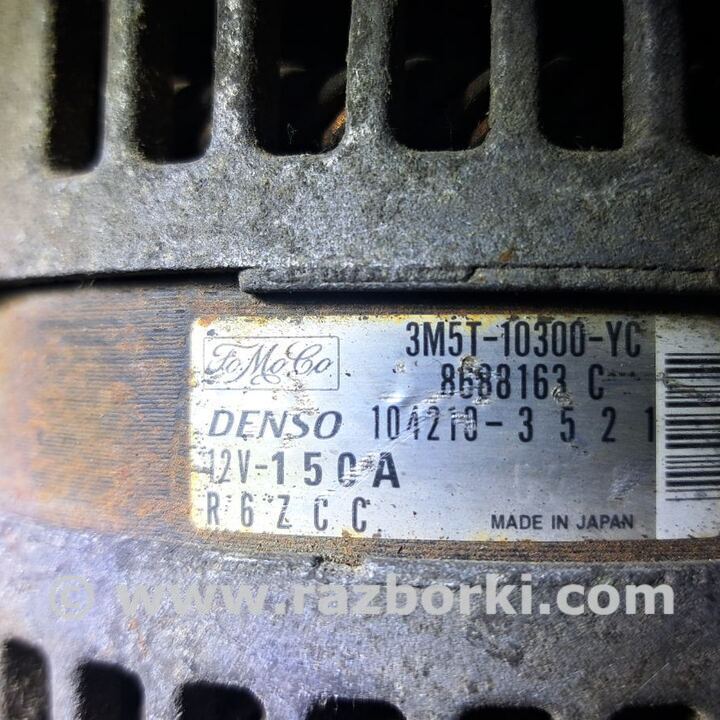 FoMoCo
3M5T-10300-YC
8688163 C
DENSO 104210-3521
12V-150A
R6ZCC
MADE IN JAPAN
© www.razborki.com